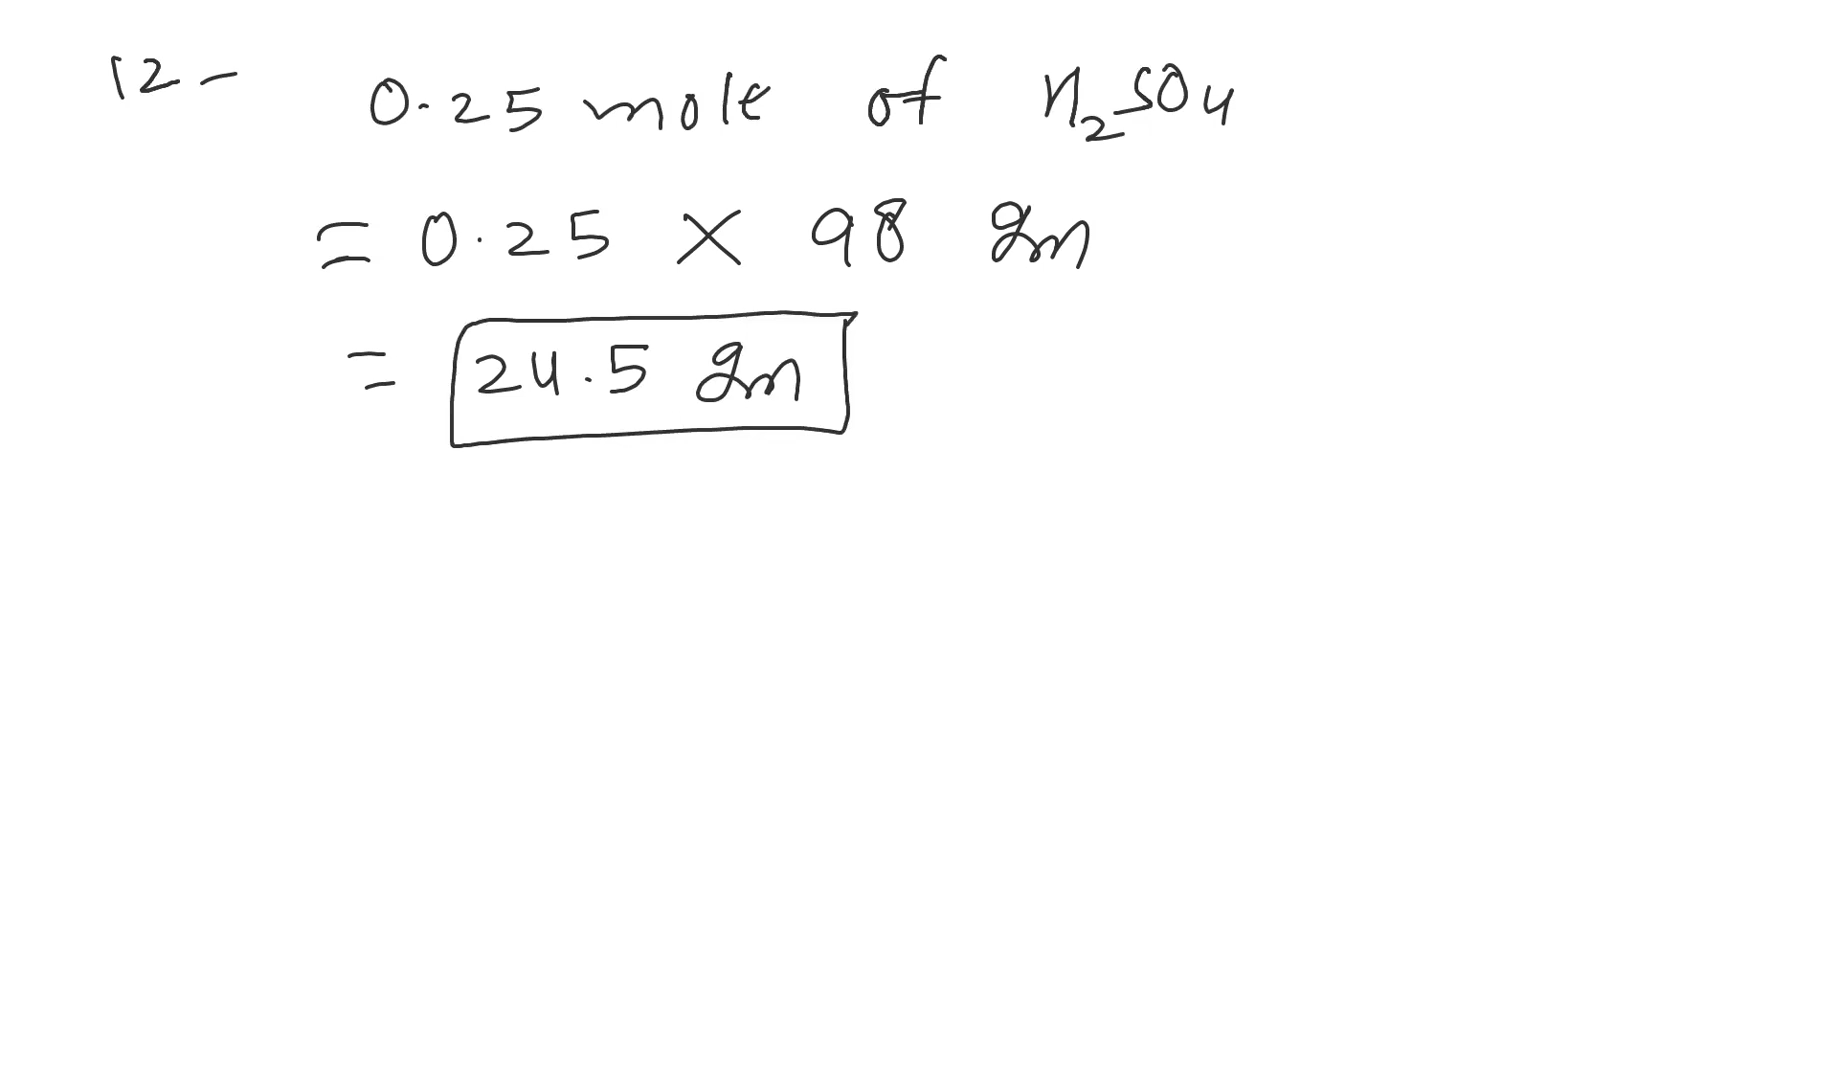 12- 0.25 mole of H₂SO₄
= 0.25 × 98 gm
= 24.5 gm